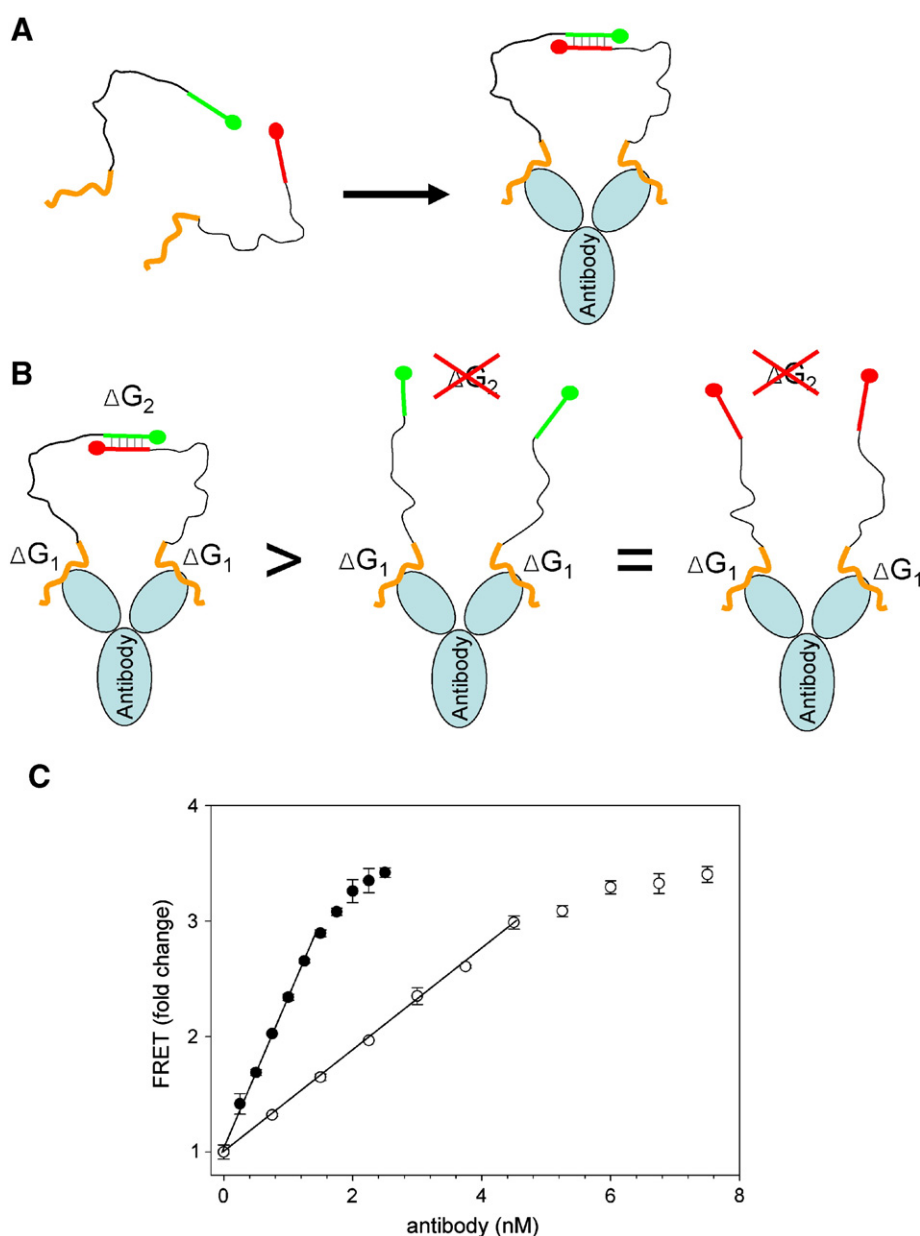 A
Antibody
B
ΔG2
ΔG2
ΔG2
ΔG1
ΔG1
>
ΔG1
ΔG1
=
ΔG1
ΔG1
Antibody
Antibody
Antibody
C
4
3
2
1
FRET (fold change)
0
2
4
6
8
antibody (nM)